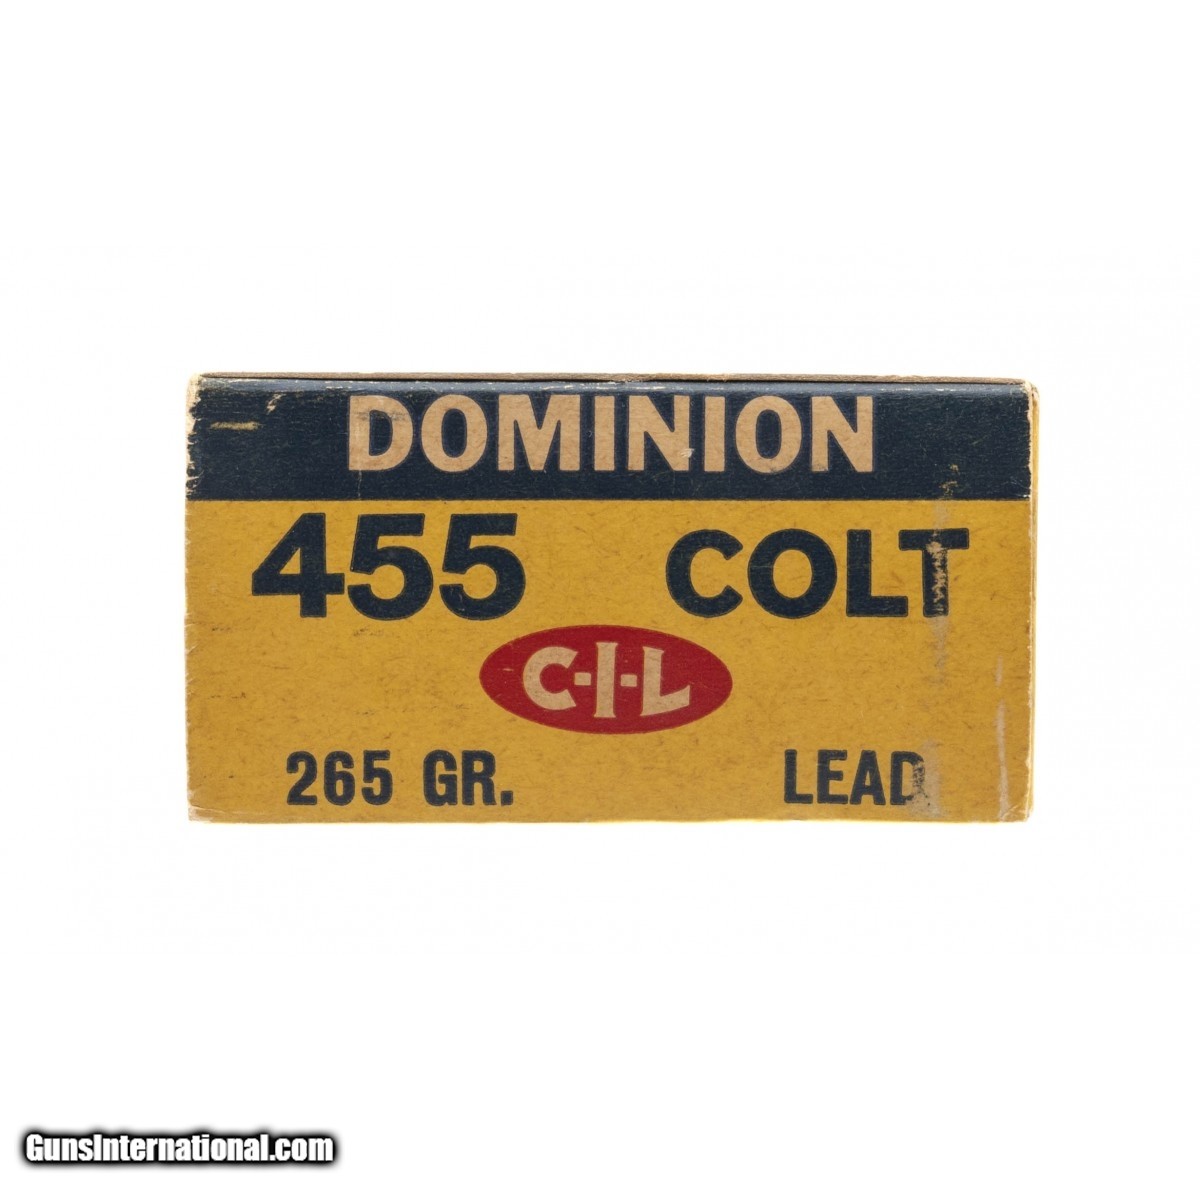 DOMINION
455 COLT
C-I-L
265 GR. LEAD
GunsInternational.com